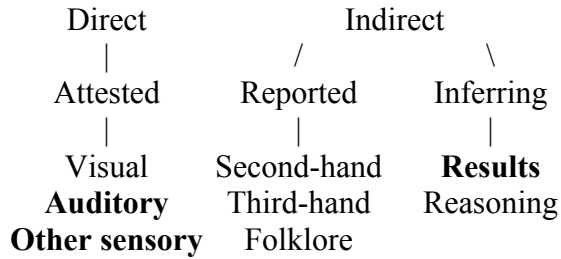 Direct Indirect
| / \
Attested Reported Inferring
| | |
Visual Second-hand Results
Auditory Third-hand Reasoning
Other sensory Folklore